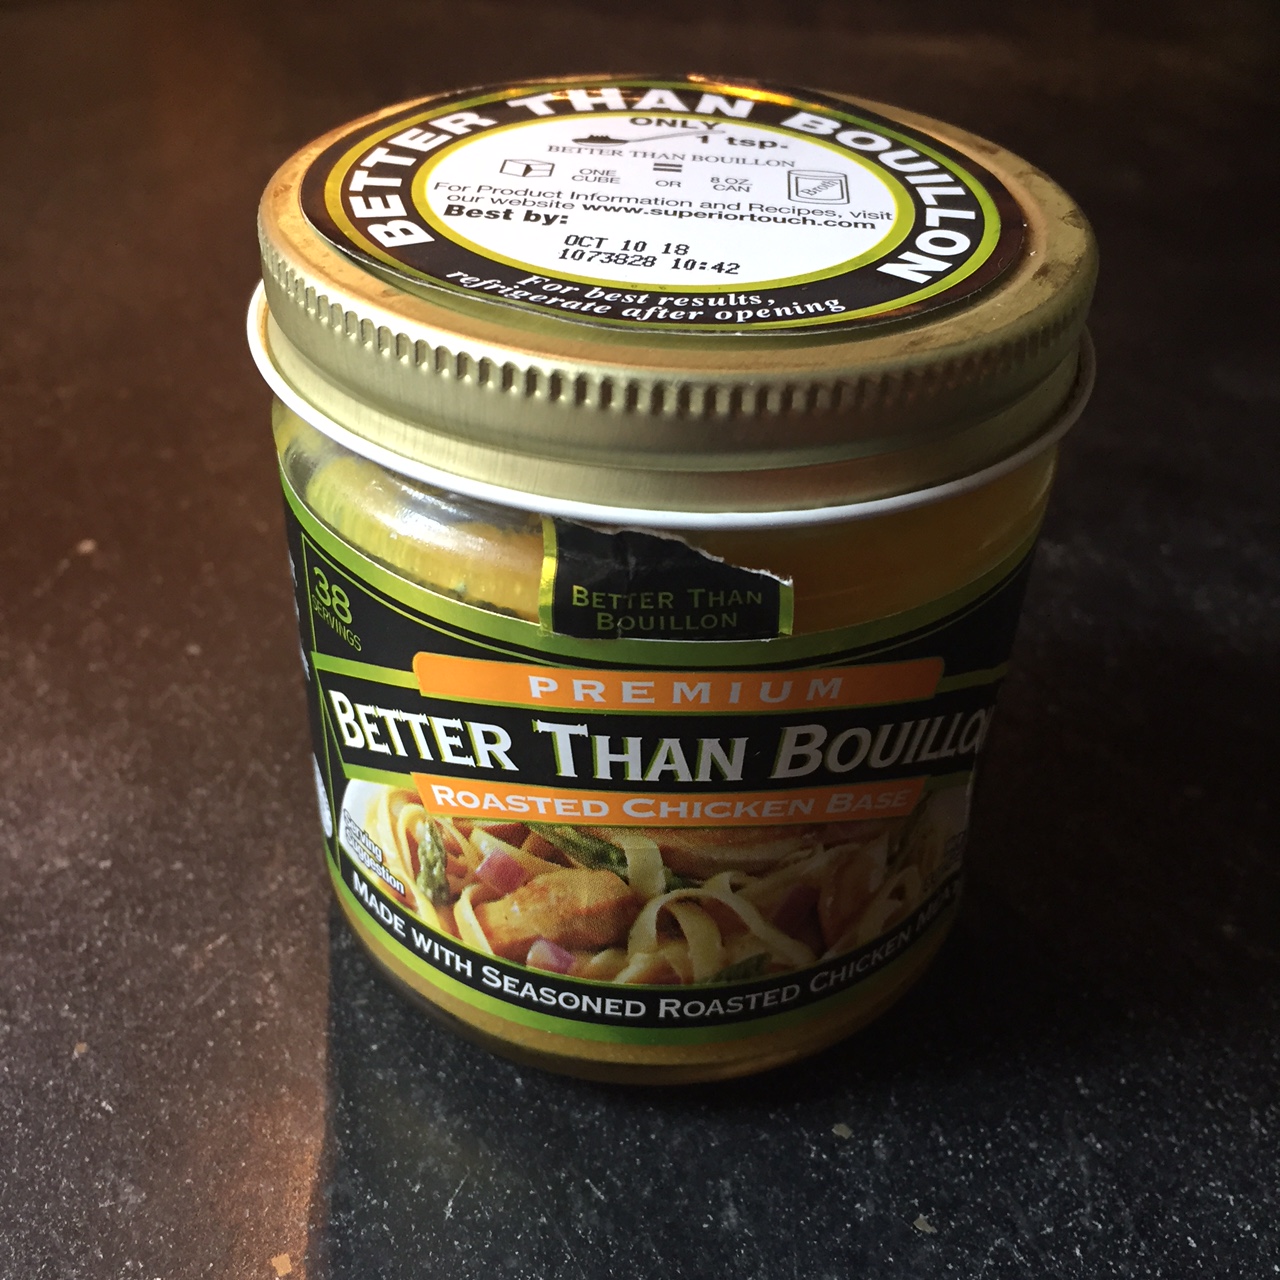 BETTER THAN BOUILLON
ONLY
1 tsp.
BETTER THAN BOUILLON
=
ONE
CUBE
OR
8 OZ.
CAN
Broth
For Product Information and Recipes, visit
our website www.superiortouch.com
Best by:
OCT 10 18
1073828 10:42
For best results,
refrigerate after opening
BETTER THAN
BOUILLON
38
SERVINGS
PREMIUM
BETTER THAN BOUILLON
ROASTED CHICKEN BASE
Serving
Suggestion
MADE WITH SEASONED ROASTED CHICKEN MEAT